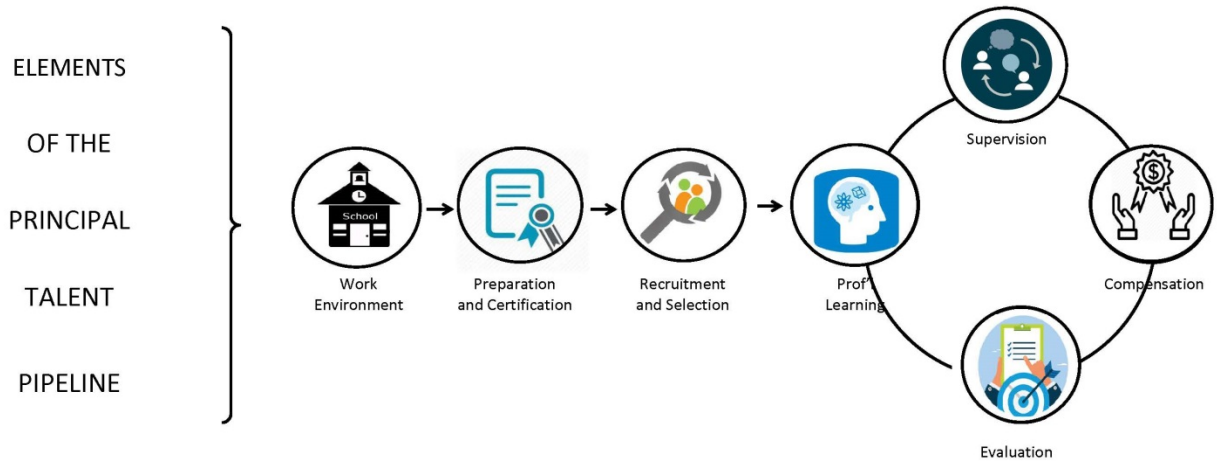 ELEMENTS
OF THE
PRINCIPAL
TALENT
PIPELINE
School
Work
Environment
Preparation
and Certification
Recruitment
and Selection
Prof'l
Learning
Supervision
$
Compensation
Evaluation